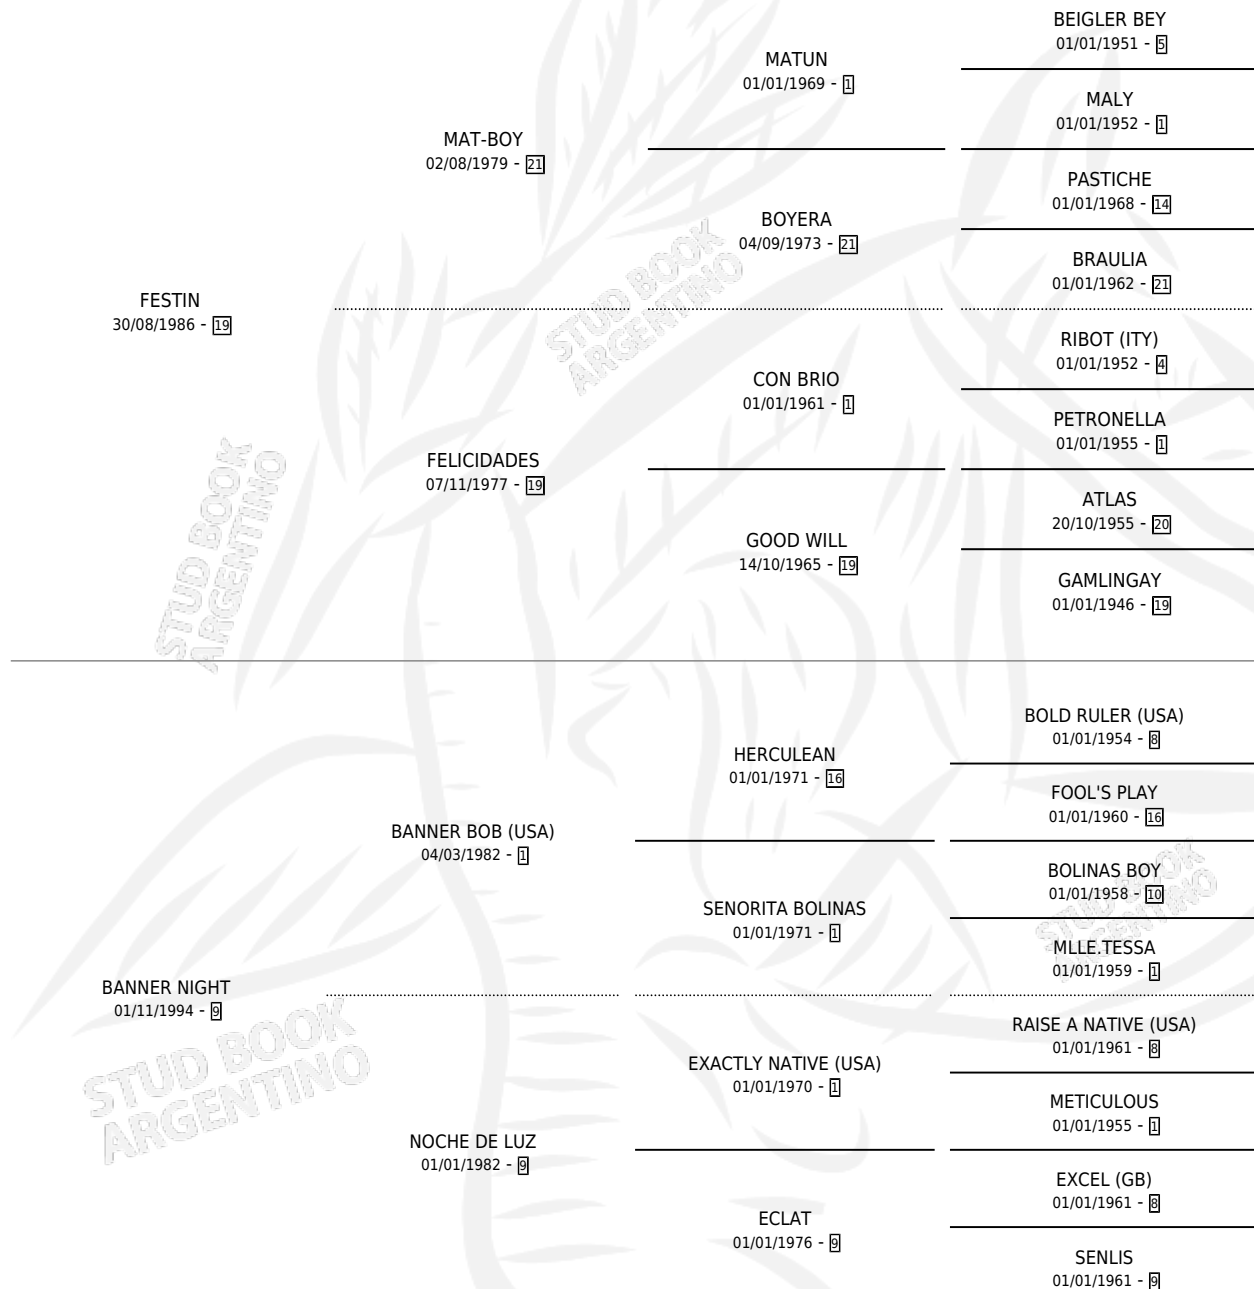 BEIGLER BEY
01/01/1951 - 5
MATUN
01/01/1969 - 1
MALY
01/01/1952 - 1
MAT-BOY
02/08/1979 - 21
PASTICHE
01/01/1968 - 14
BOYERA
04/09/1973 - 21
BRAULIA
01/01/1962 - 21
FESTIN
30/08/1986 - 19
RIBOT (ITY)
01/01/1952 - 4
CON BRIO
01/01/1961 - 1
PETRONELLA
01/01/1955 - 1
FELICIDADES
07/11/1977 - 19
ATLAS
20/10/1955 - 20
GOOD WILL
14/10/1965 - 19
GAMLINGAY
01/01/1946 - 19
STUD BOOK
ARGENTINO
STUD BOOK
ARGENTINO
BOLD RULER (USA)
01/01/1954 - 8
HERCULEAN
01/01/1971 - 16
FOOL'S PLAY
01/01/1960 - 16
BANNER BOB (USA)
04/03/1982 - 1
BOLINAS BOY
01/01/1958 - 10
SENORITA BOLINAS
01/01/1971 - 1
MLLE.TESSA
01/01/1959 - 1
BANNER NIGHT
01/11/1994 - 9
RAISE A NATIVE (USA)
01/01/1961 - 8
EXACTLY NATIVE (USA)
01/01/1970 - 1
METICULOUS
01/01/1955 - 1
NOCHE DE LUZ
01/01/1982 - 9
EXCEL (GB)
01/01/1961 - 8
ECLAT
01/01/1976 - 9
SENLIS
01/01/1961 - 9
STUD BOOK
ARGENTINO
STUD BOOK
ARGENTINO